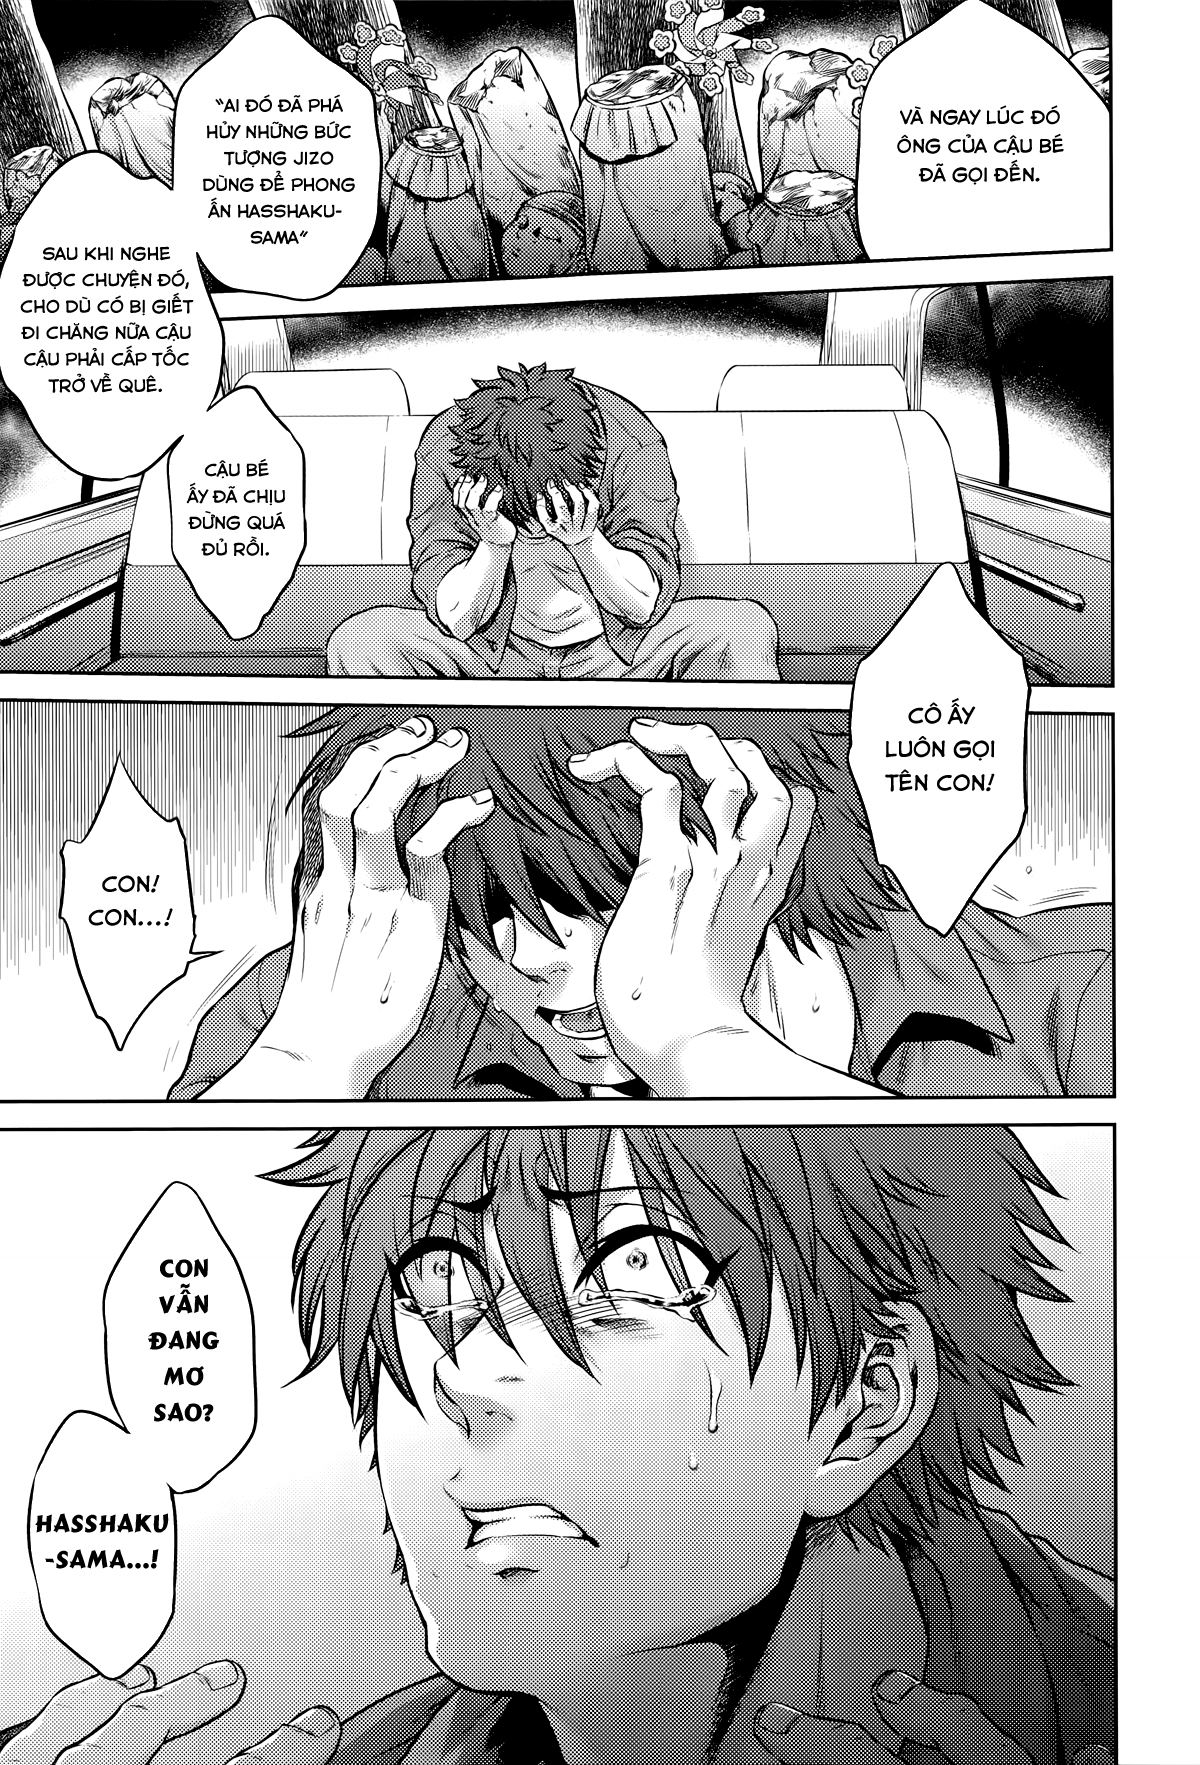 VÀ NGAY LÚC ĐÓ
ÔNG CỦA CẬU BÉ
ĐÃ GỌI ĐẾN.
"AI ĐÓ ĐÃ PHÁ
HỦY NHỮNG BỨC
TƯỢNG JIZO
DÙNG ĐỂ PHONG
ẤN HASSHAKU-
SAMA"
SAU KHI NGHE
ĐƯỢC CHUYỆN ĐÓ,
CHO DÙ CÓ BỊ GIẾT
ĐI CHĂNG NỮA CẬU
CẬU PHẢI CẤP TỐC
TRỞ VỀ QUÊ.
CẬU BÉ
ẤY ĐÃ CHỊU
ĐỪNG QUÁ
ĐỦ RỒI.
CÔ ẤY
LUÔN GỌI
TÊN CON!
CON!
CON...!
CON
VẪN
ĐANG
MƠ
SAO?
HASSHAKU
-SAMA...!